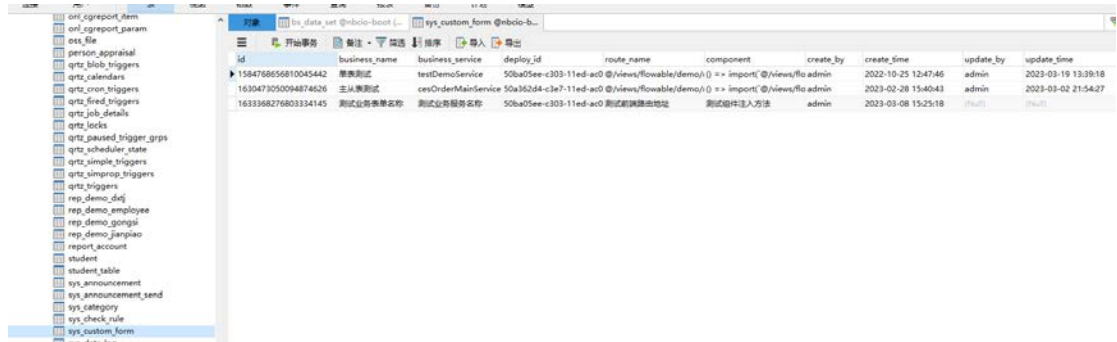 onl_cgreport_item
onl_cgreport_param
oss_file
person_appraisal
qrtz_blob_triggers
qrtz_calendars
qrtz_cron_triggers
qrtz_fired_triggers
qrtz_job_details
qrtz_locks
qrtz_paused_trigger_grps
qrtz_scheduler_state
qrtz_simple_triggers
qrtz_simprop_triggers
qrtz_triggers
rep_demo_dxtj
rep_demo_employee
rep_demo_gongsi
rep_demo_jianpiao
report_account
student
student_table
sys_announcement
sys_announcement_send
sys_category
sys_check_rule
sys_custom_form
对象 bs_data_set @nbcio-boot (... sys_custom_form @nbcio-b...
开始事务 备注 筛选 排序 导入 导出
id business_name business_service deploy_id route_name component create_by create_time update_by update_time
1584768656810045442 单表测试 testDemoService 50ba05ee-c303-11ed-ac0 @/views/flowable/demo/( () => import(`@/views/flo admin 2022-10-25 12:47:46 admin 2023-03-19 13:39:18
1630473050094874626 主从表测试 cesOrderMainService 50a362d4-c3e7-11ed-ac0 @/views/flowable/demo/( () => import(`@/views/flo admin 2023-02-28 15:40:43 admin 2023-03-02 21:54:27
1633368276803334145 测试业务表单名称 测试业务服务名称 50ba05ee-c303-11ed-ac0 测试前端路由地址 测试组件注入方法 admin 2023-03-08 15:25:18 (Null) (Null)